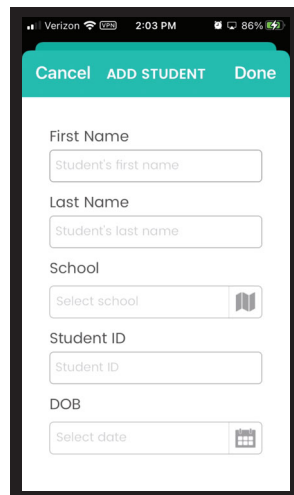 Verizon VPN 2:03 PM 86%
Cancel ADD STUDENT Done
First Name
Student's first name
Last Name
Student's last name
School
Select school
Student ID
Student ID
DOB
Select date